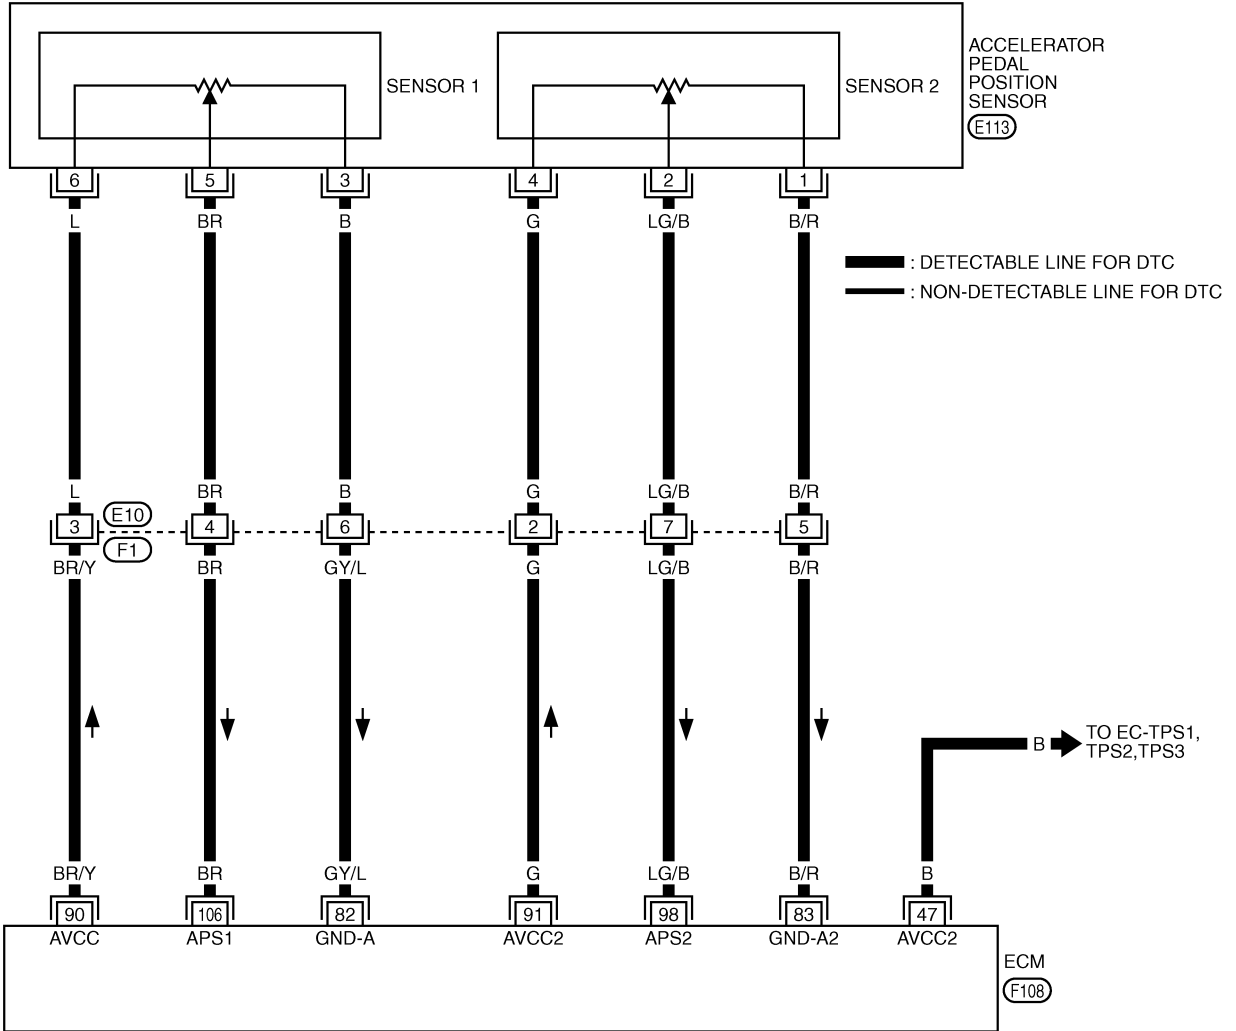 ACCELERATOR
PEDAL
POSITION
SENSOR
E113
SENSOR 1
SENSOR 2
6 5 3 4 2 1
L BR B G LG/B B/R
: DETECTABLE LINE FOR DTC
: NON-DETECTABLE LINE FOR DTC
L BR B G LG/B B/R
E10
3 4 6 2 7 5
F1
BR/Y BR GY/L G LG/B B/R
B TO EC-TPS1,
TPS2,TPS3
BR/Y BR GY/L G LG/B B/R B
90 106 82 91 98 83 47
AVCC APS1 GND-A AVCC2 APS2 GND-A2 AVCC2
ECM
F108